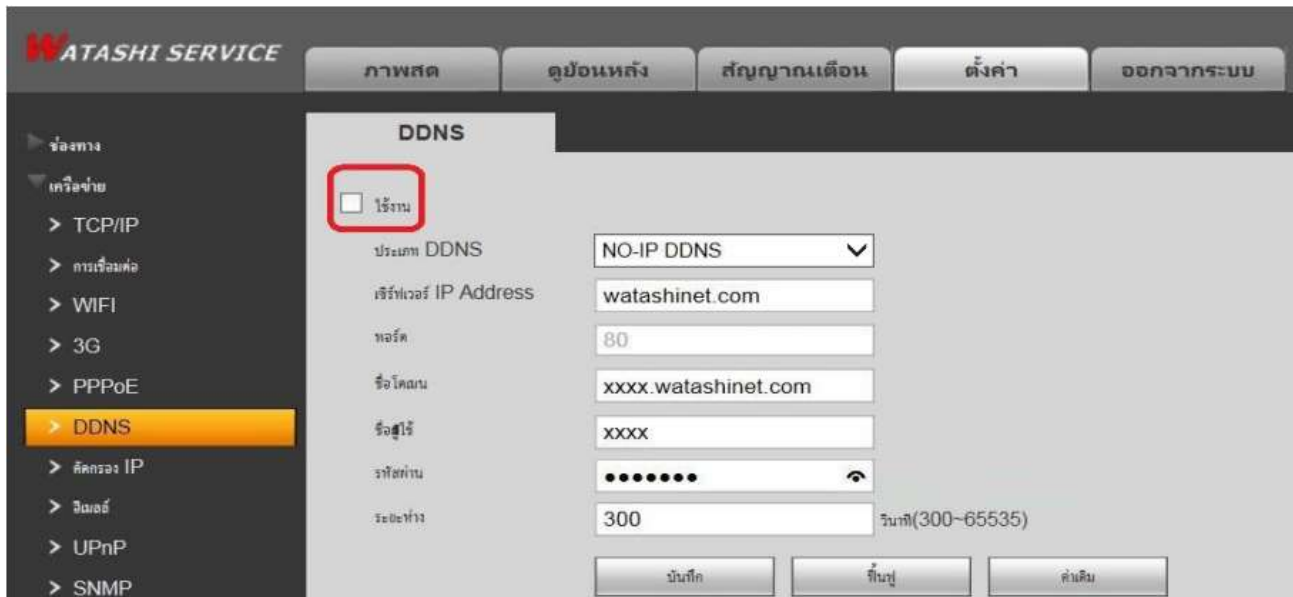 WATASHI SERVICE
ภาพสด
ดูย้อนหลัง
สัญญาณเตือน
ตั้งค่า
ออกจากระบบ
ช่องทาง
เครือข่าย
> TCP/IP
> การเชื่อมต่อ
> WIFI
> 3G
> PPPoE
> DDNS
> คัดกรอง IP
> อีเมลล์
> UPnP
> SNMP
DDNS
ใช้งาน
ประเภท DDNS
NO-IP DDNS
เซิร์ฟเวอร์ IP Address
watashinet.com
พอร์ต
80
ชื่อโดเมน
xxxx.watashinet.com
ชื่อผู้ใช้
xxxx
รหัสผ่าน
●●●●●●●
ระยะห่าง
300
วินาที(300~65535)
บันทึก
ฟื้นฟู
ค่าเดิม